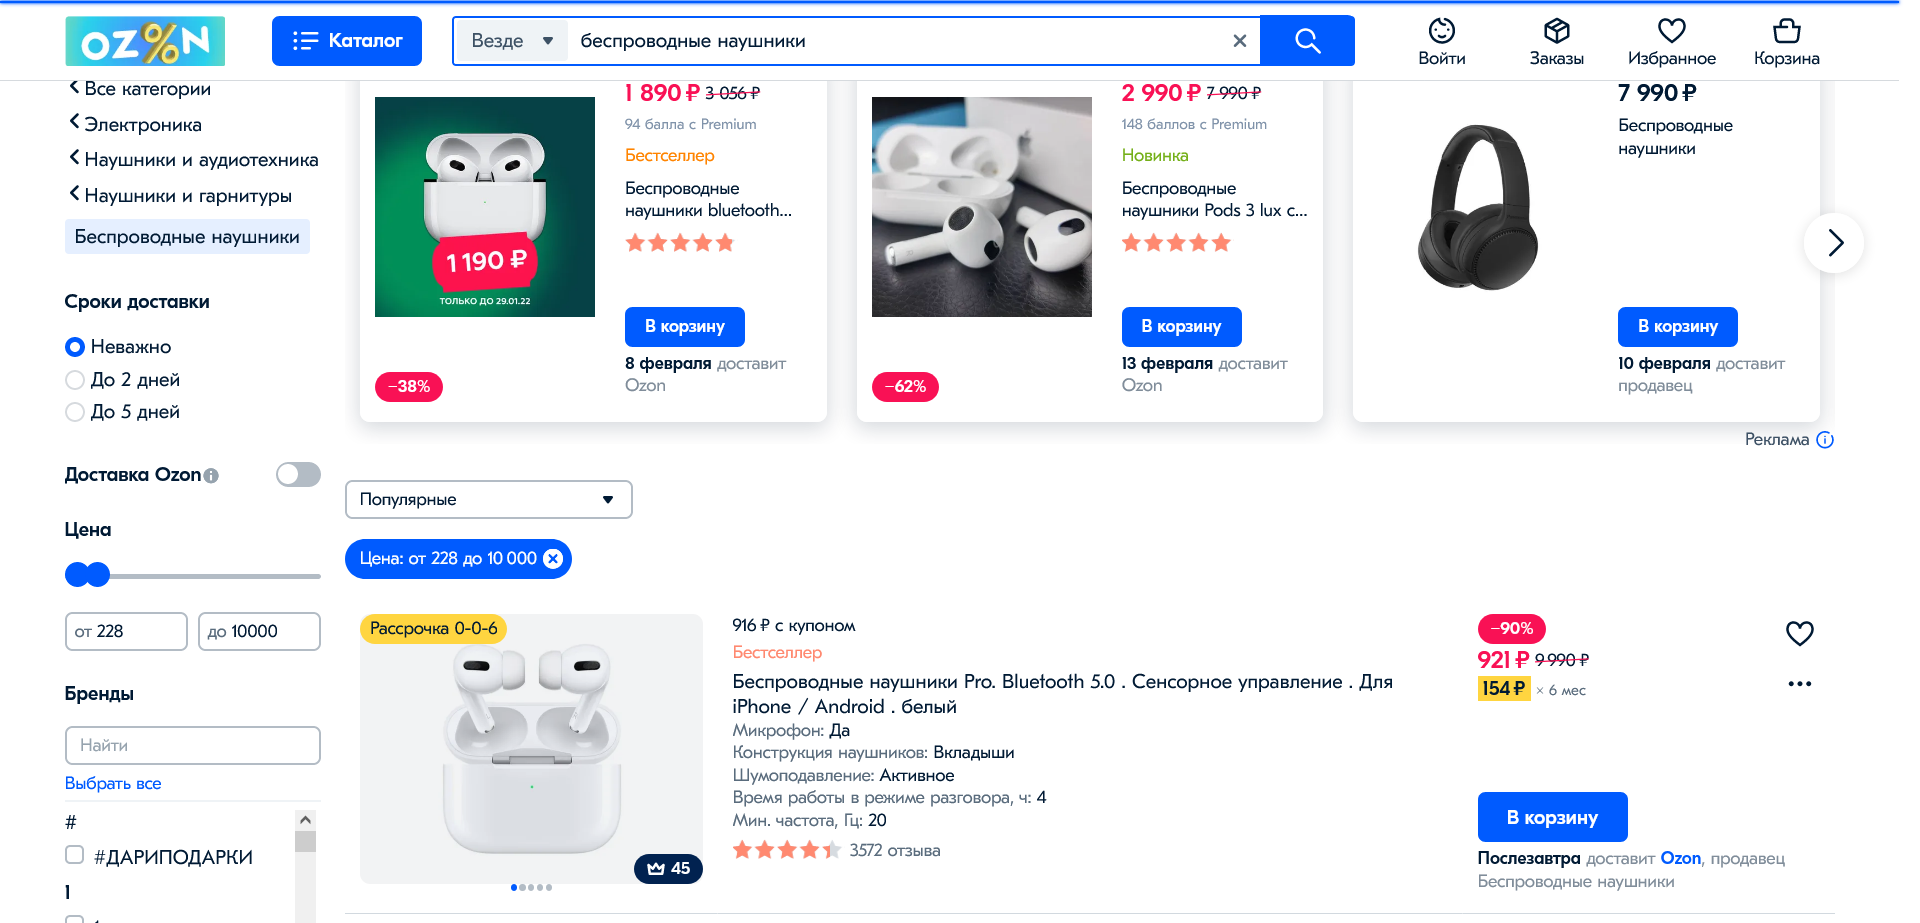 OZ%N
Каталог
Везде
беспроводные наушники
Войти
Заказы
Избранное
Корзина
Все категории
Электроника
Наушники и аудиотехника
Наушники и гарнитуры
Беспроводные наушники
Сроки доставки
Неважно
До 2 дней
До 5 дней
Доставка Ozon
Цена
от 228
до 10000
Бренды
Найти
Выбрать все
#
#ДАРИПОДАРКИ
1
1 190 ₽
ТОЛЬКО ДО 29.01.22
−38%
1 890 ₽ 3 056 ₽
94 балла с Premium
Бестселлер
Беспроводные
наушники bluetooth...
В корзину
8 февраля доставит
Ozon
−62%
2 990 ₽ 7 990 ₽
148 баллов с Premium
Новинка
Беспроводные
наушники Pods 3 lux с...
В корзину
13 февраля доставит
Ozon
7 990 ₽
Беспроводные
наушники
В корзину
10 февраля доставит
продавец
Реклама
Популярные
Цена: от 228 до 10 000
Рассрочка 0-0-6
45
916 ₽ с купоном
Бестселлер
Беспроводные наушники Pro. Bluetooth 5.0 . Сенсорное управление . Для
iPhone / Android . белый
Микрофон: Да
Конструкция наушников: Вкладыши
Шумоподавление: Активное
Время работы в режиме разговора, ч: 4
Мин. частота, Гц: 20
3572 отзыва
−90%
921 ₽ 9 990 ₽
154 ₽ × 6 мес
В корзину
Послезавтра доставит Ozon, продавец
Беспроводные наушники